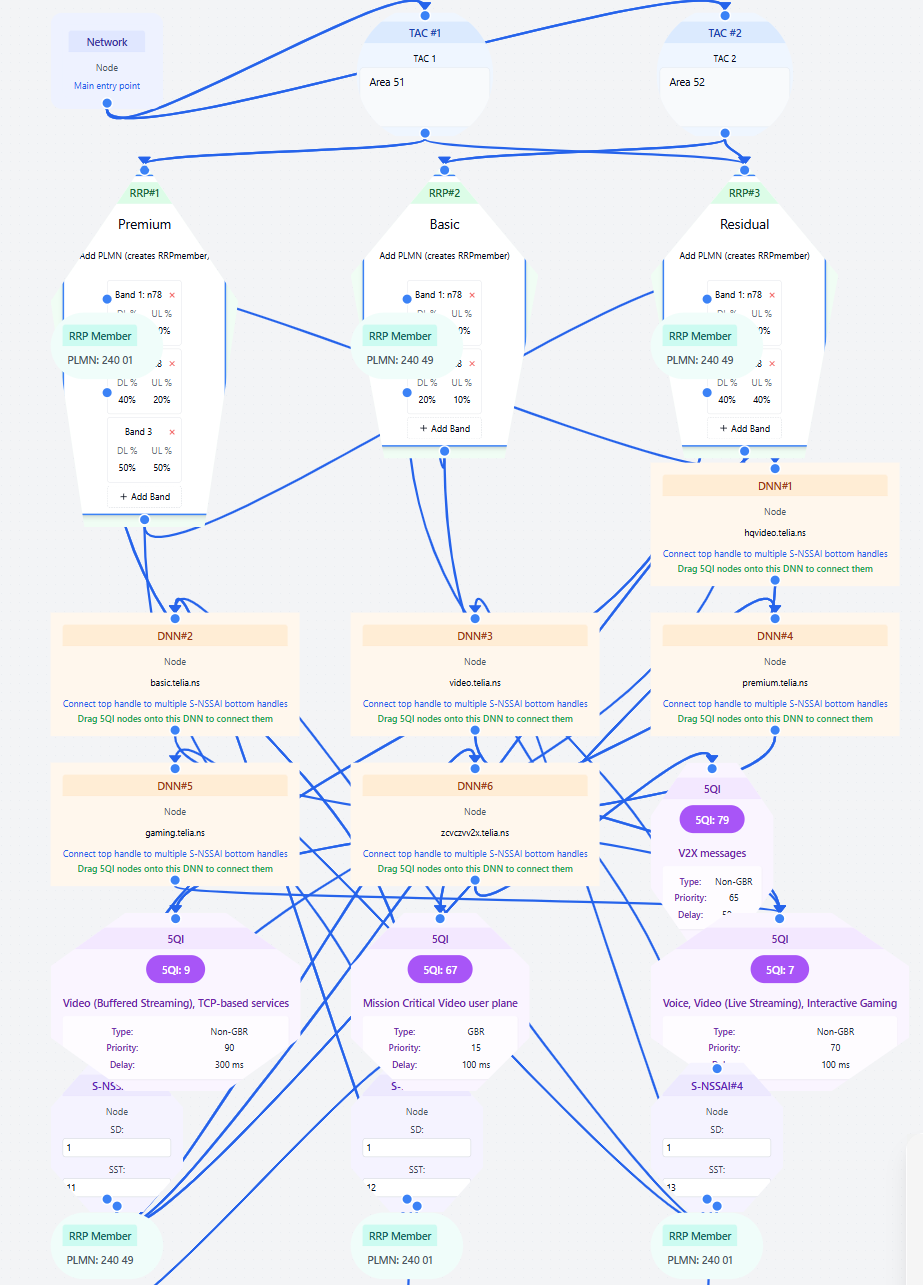 Network
Node
Main entry point
TAC #1
TAC 1
Area 51
TAC #2
TAC 2
Area 52
RRP#1
Premium
Add PLMN (creates RRPmember)
Band 1: n78 ×
DL % UL %
0%
RRP Member
PLMN: 240 01
8 ×
DL % UL %
40% 20%
Band 3 ×
DL % UL %
50% 50%
+ Add Band
RRP#2
Basic
Add PLMN (creates RRPmember)
Band 1: n78 ×
DL % UL %
0%
RRP Member
PLMN: 240 49
8 ×
DL % UL %
20% 10%
+ Add Band
RRP#3
Residual
Add PLMN (creates RRPmember)
Band 1: n78 ×
DL % UL %
0%
RRP Member
PLMN: 240 49
8 ×
DL % UL %
40% 40%
+ Add Band
DNN#1
Node
hqvideo.telia.ns
Connect top handle to multiple S-NSSAI bottom handles
Drag 5QI nodes onto this DNN to connect them
DNN#2
Node
basic.telia.ns
Connect top handle to multiple S-NSSAI bottom handles
Drag 5QI nodes onto this DNN to connect them
DNN#3
Node
video.telia.ns
Connect top handle to multiple S-NSSAI bottom handles
Drag 5QI nodes onto this DNN to connect them
DNN#4
Node
premium.telia.ns
Connect top handle to multiple S-NSSAI bottom handles
Drag 5QI nodes onto this DNN to connect them
DNN#5
Node
gaming.telia.ns
Connect top handle to multiple S-NSSAI bottom handles
Drag 5QI nodes onto this DNN to connect them
DNN#6
Node
zcvczvv2x.telia.ns
Connect top handle to multiple S-NSSAI bottom handles
Drag 5QI nodes onto this DNN to connect them
5QI
5QI: 79
V2X messages
Type: Non-GBR
Priority: 65
Delay:
5QI
5QI: 9
Video (Buffered Streaming), TCP-based services
Type: Non-GBR
Priority: 90
Delay: 300 ms
5QI
5QI: 67
Mission Critical Video user plane
Type: GBR
Priority: 15
Delay: 100 ms
5QI
5QI: 7
Voice, Video (Live Streaming), Interactive Gaming
Type: Non-GBR
Priority: 70
100 ms
Node
SD:
1
SST:
11
RRP Member
PLMN: 240 49
Node
SD:
1
SST:
12
RRP Member
PLMN: 240 01
S-NSSAI#4
Node
SD:
1
SST:
13
RRP Member
PLMN: 240 01